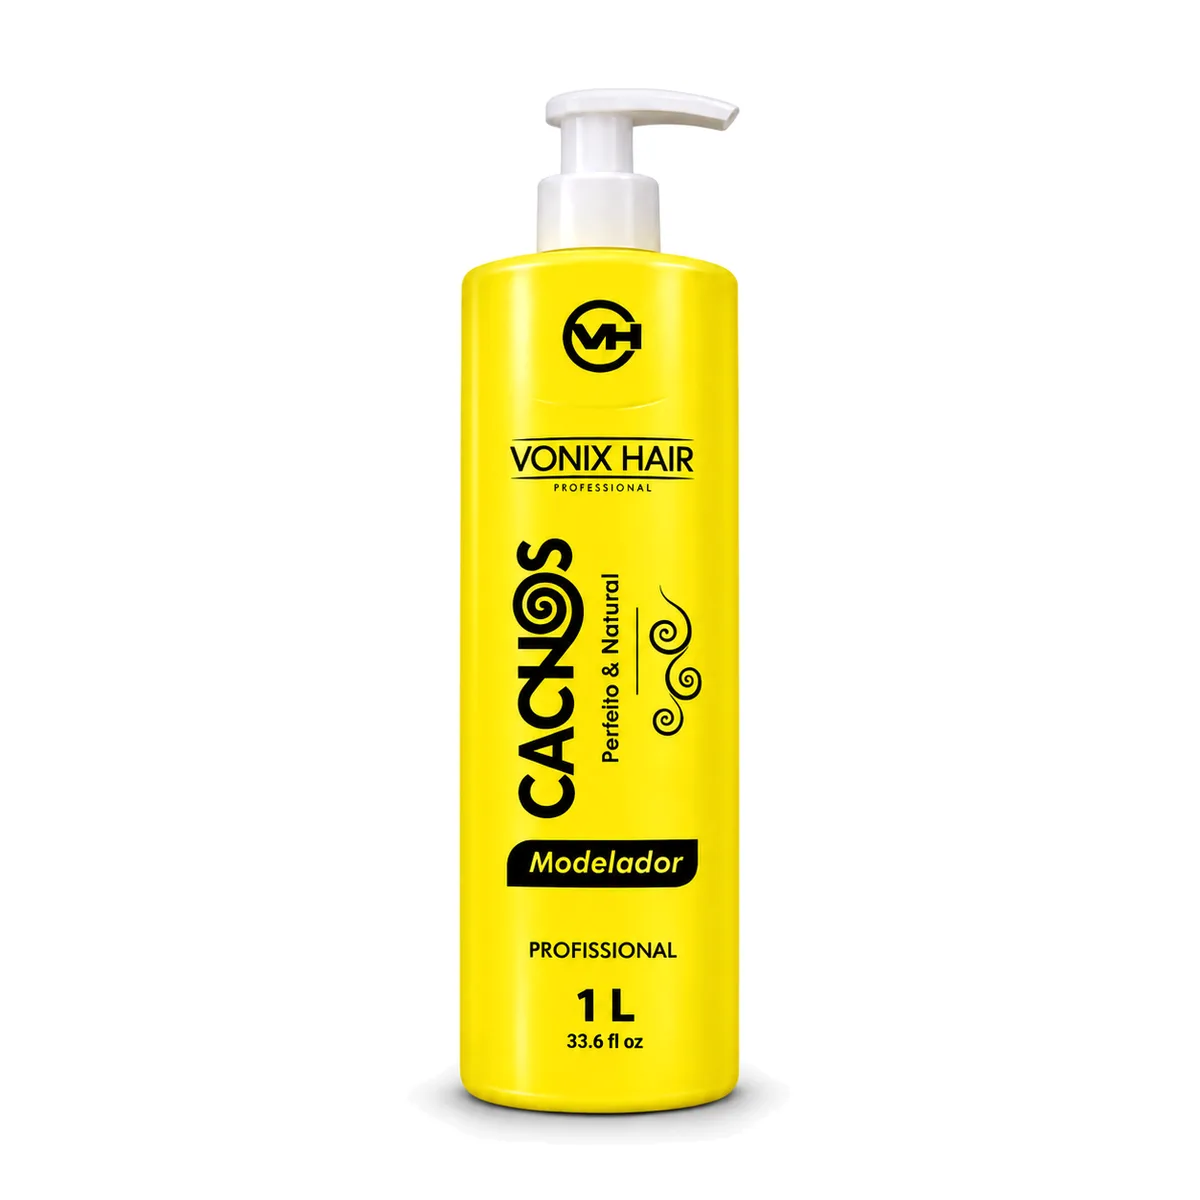 VH
VONIX HAIR
PROFESSIONAL
CACHOS
Perfeito & Natural
Modelador
PROFISSIONAL
1 L
33.6 fl oz